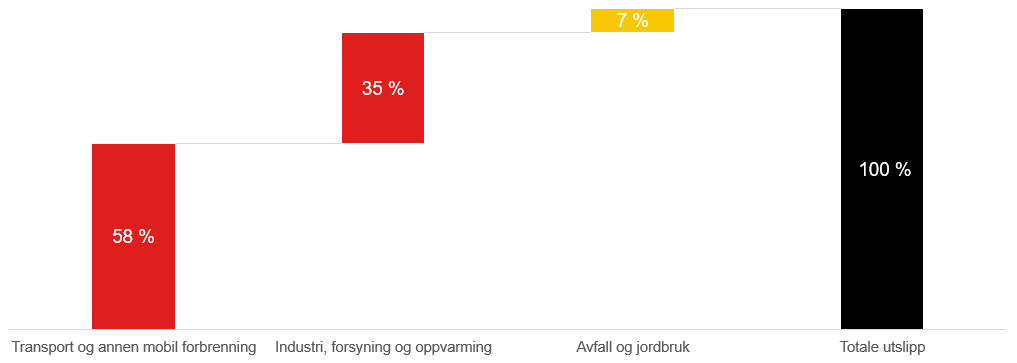 7 %
35 %
100 %
58 %
Transport og annen mobil forbrenning
Industri, forsyning og oppvarming
Avfall og jordbruk
Totale utslipp